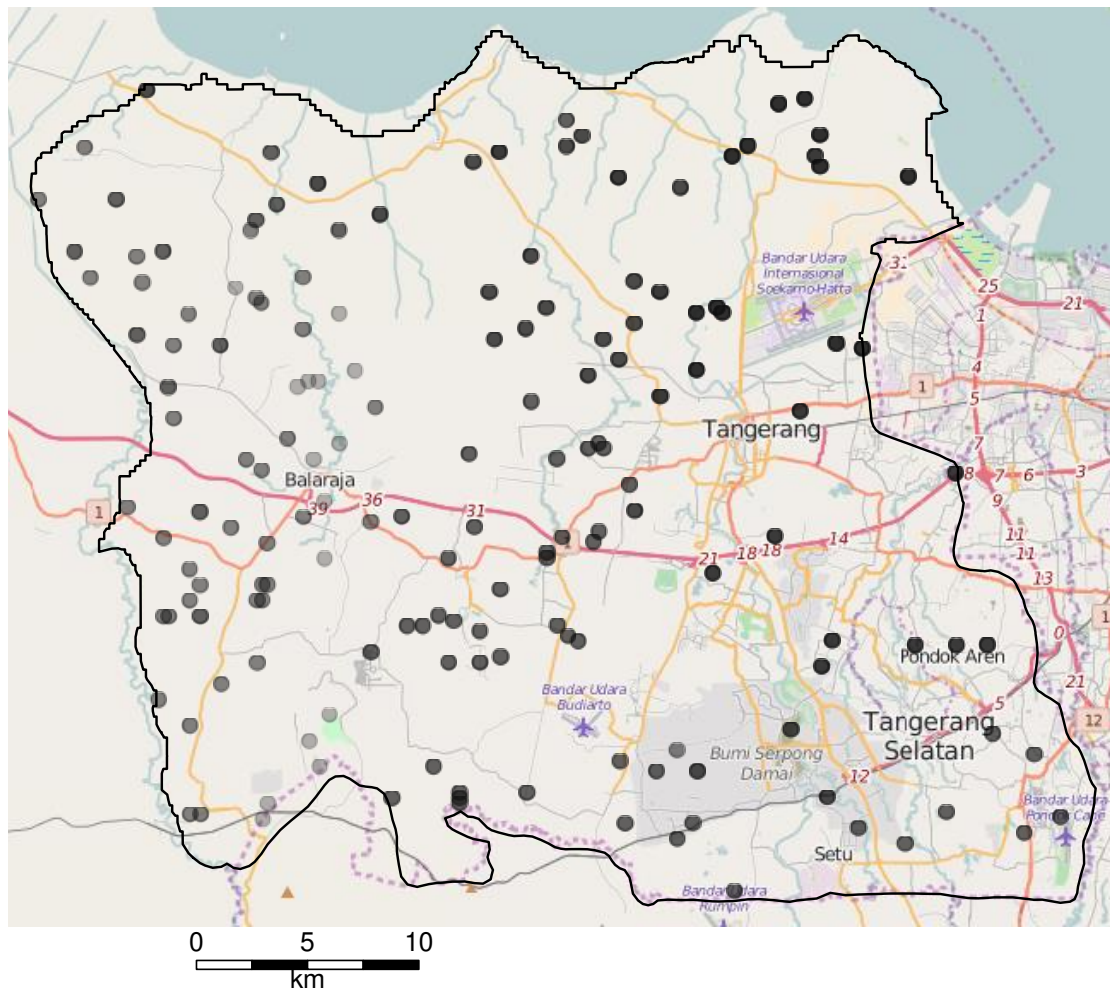 Bandar Udara
Internasional
Soekarno-Hatta
31
25
21
1
4
5
1
Tangerang
7
8
7
6
3
9
11
11
13
Balaraja
39
36
31
1
1
21
18
18
14
0
1
21
12
Pondok Aren
5
Bandar Udara
Budiarto
Tangerang
Selatan
Bumi Serpong
Damai
12
Bandar Udara
Pondok Cabe
Setu
Bandar Udara
Rumpin
0
5
10
km